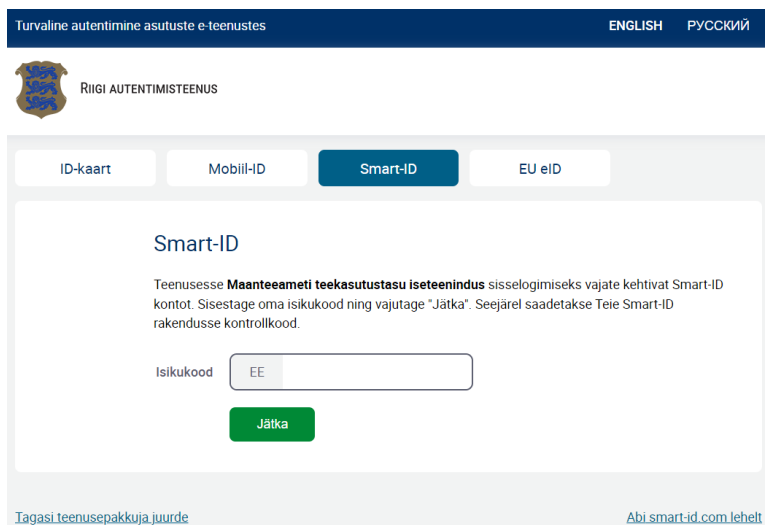 Turvaline autentimine asutuste e-teenustes ENGLISH РУССКИЙ
RIIGI AUTENTIMISTEENUS
ID-kaart Mobiil-ID Smart-ID EU eID
Smart-ID
Teenusesse Maanteeameti teekasutustasu iseteenindus sisselogimiseks vajate kehtivat Smart-ID
kontot. Sisestage oma isikukood ning vajutage "Jätka". Seejärel saadetakse Teie Smart-ID
rakendusse kontrollkood.
Isikukood EE
Jätka
Tagasi teenusepakkuja juurde Abi smart-id.com lehelt